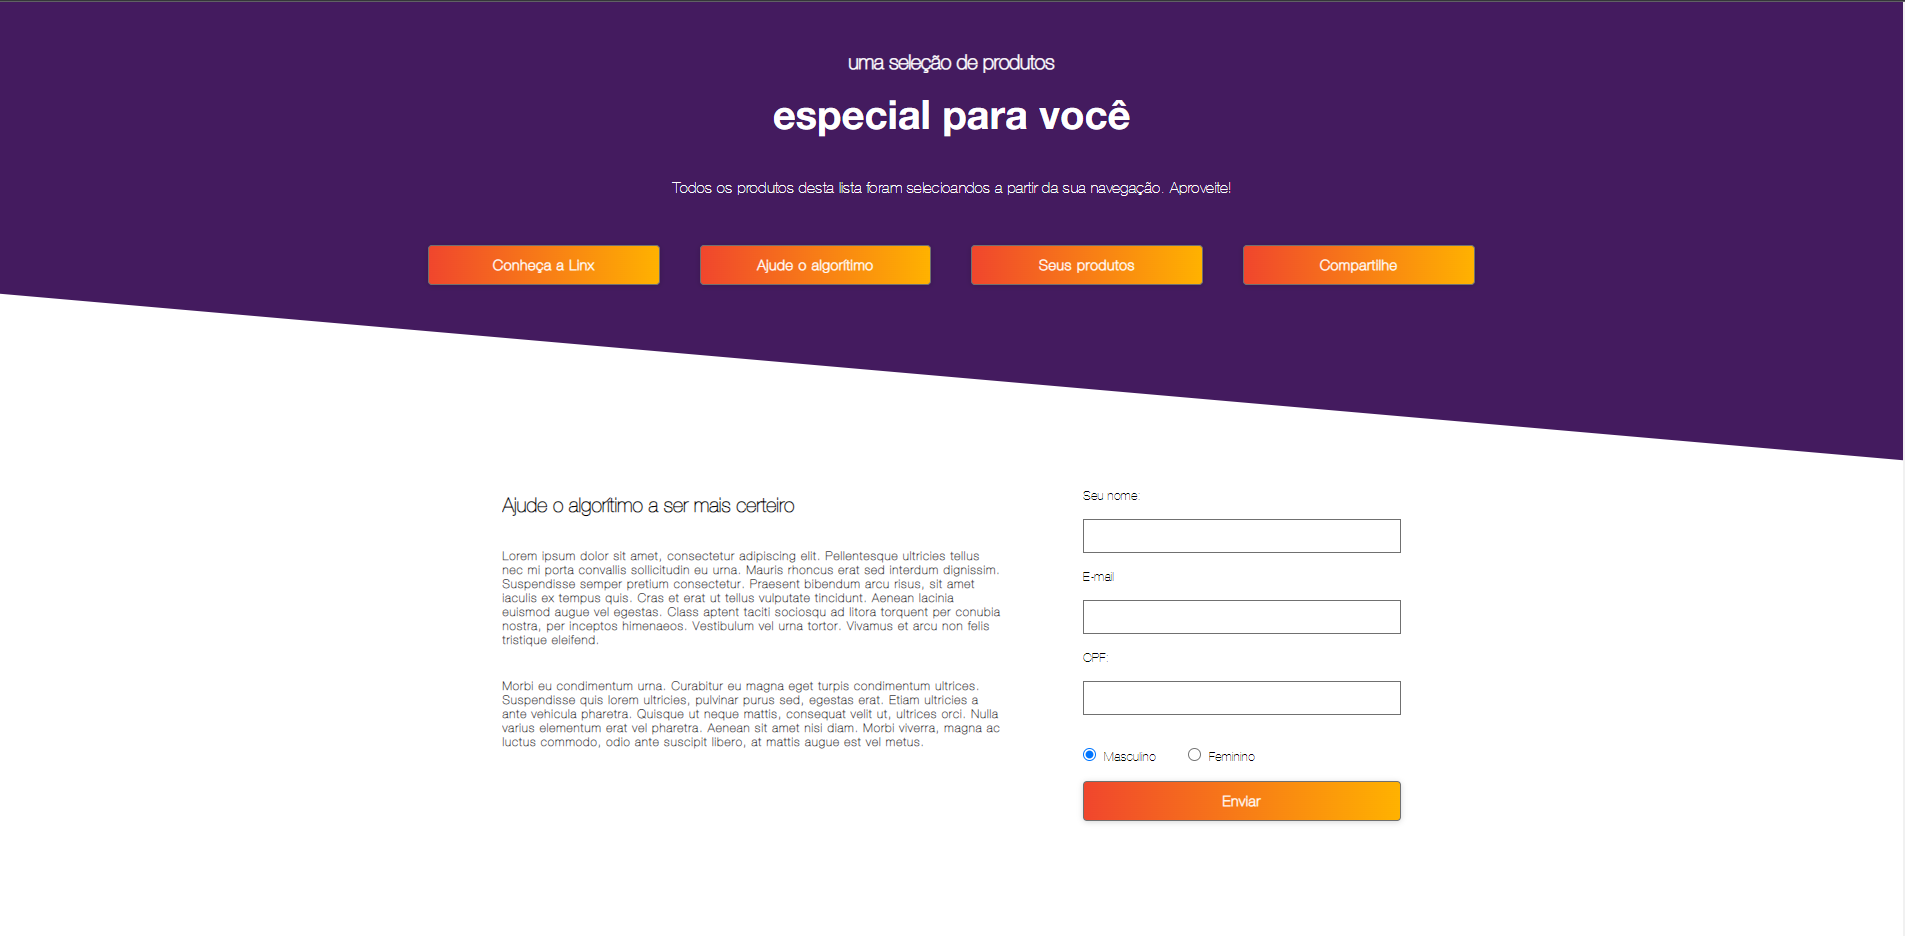 uma seleção de produtos
especial para você
Todos os produtos desta lista foram selecioandos a partir da sua navegação. Aproveite!
Conheça a Linx
Ajude o algorítimo
Seus produtos
Compartilhe
Ajude o algorítimo a ser mais certeiro
Lorem ipsum dolor sit amet, consectetur adipiscing elit. Pellentesque ultricies tellus
nec mi porta convallis sollicitudin eu urna. Mauris rhoncus erat sed interdum dignissim.
Suspendisse semper pretium consectetur. Praesent bibendum arcu risus, sit amet
iaculis ex tempus quis. Cras et erat ut tellus vulputate tincidunt. Aenean lacinia
euismod augue vel egestas. Class aptent taciti sociosqu ad litora torquent per conubia
nostra, per inceptos himenaeos. Vestibulum vel urna tortor. Vivamus et arcu non felis
tristique eleifend.
Morbi eu condimentum urna. Curabitur eu magna eget turpis condimentum ultrices.
Suspendisse quis lorem ultricies, pulvinar purus sed, egestas erat. Etiam ultricies a
ante vehicula pharetra. Quisque ut neque mattis, consequat velit ut, ultrices orci. Nulla
varius elementum erat vel pharetra. Aenean sit amet nisi diam. Morbi viverra, magna ac
luctus commodo, odio ante suscipit libero, at mattis augue est vel metus.
Seu nome:
E-mail
CPF:
Masculino
Feminino
Enviar